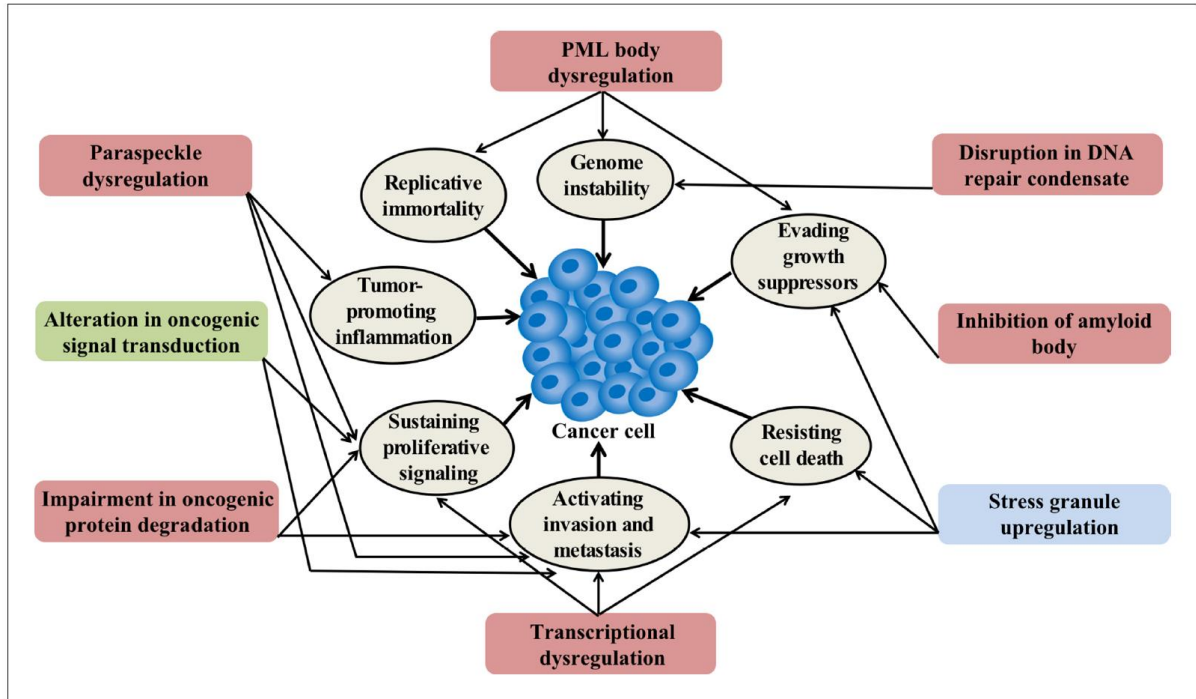 PML body
dysregulation
Paraspeckle
dysregulation
Genome
instability
Disruption in DNA
repair condensate
Replicative
immortality
Evading
growth
suppressors
Tumor-
promoting
inflammation
Alteration in oncogenic
signal transduction
Inhibition of amyloid
body
Sustaining
proliferative
signaling
Cancer cell
Resisting
cell death
Impairment in oncogenic
protein degradation
Activating
invasion and
metastasis
Stress granule
upregulation
Transcriptional
dysregulation